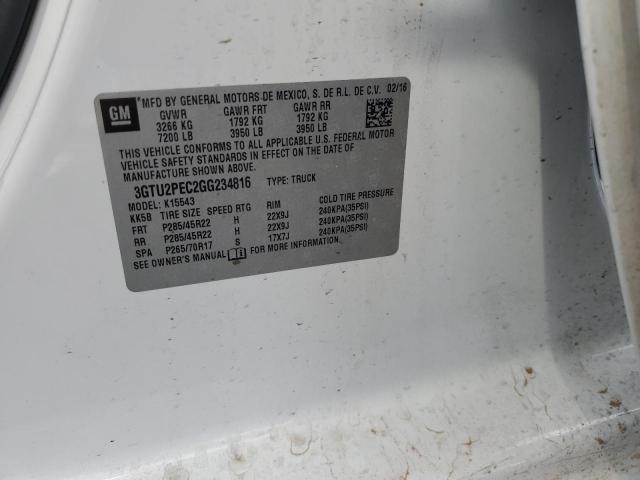 GM
MFD BY GENERAL MOTORS DE MEXICO, S. DE R.L. DE C.V. 02/16
GVWR GAWR FRT GAWR RR
3266 KG 1792 KG 1792 KG
7200 LB 3950 LB 3950 LB
THIS VEHICLE CONFORMS TO ALL APPLICABLE U.S. FEDERAL MOTOR
VEHICLE SAFETY STANDARDS IN EFFECT ON THE DATE OF
MANUFACTURE SHOWN ABOVE.
3GTU2PEC2GG234816 TYPE: TRUCK
MODEL: K15543
KK5B TIRE SIZE SPEED RTG RIM COLD TIRE PRESSURE
FRT P285/45R22 H 22X9J 240KPA(35PSI)
RR P285/45R22 H 22X9J 240KPA(35PSI)
SPA P265/70R17 S 17X7J 240KPA(35PSI)
SEE OWNER'S MANUAL FOR MORE INFORMATION.